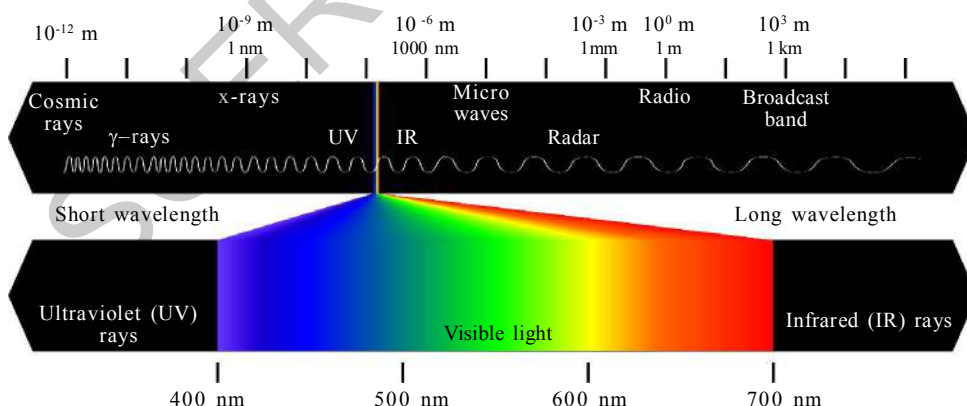 10-12 m 10-9 m 10 -6 m 10-3 m 100 m 103 m
1 nm 1000 nm 1mm 1 m 1 km
Cosmic rays
x-rays
Micro waves
Radio
Broadcast band
γ–rays
UV
IR
Radar
Short wavelength
Long wavelength
Ultraviolet (UV) rays
Visible light
Infrared (IR) rays
400 nm 500 nm 600 nm 700 nm